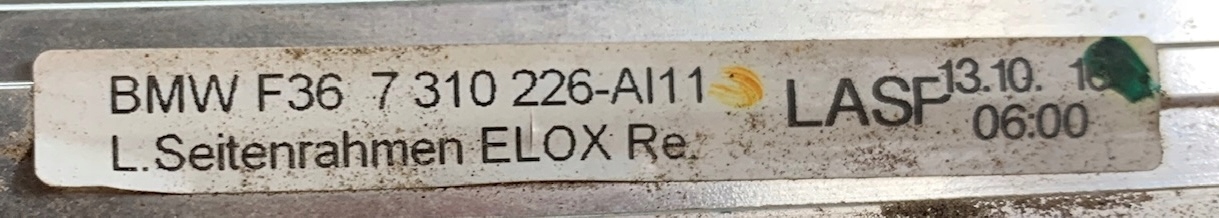 BMW F36 7 310 226-AI11
L.Seitenrahmen ELOX Re.
LASF
13.10.
06:00